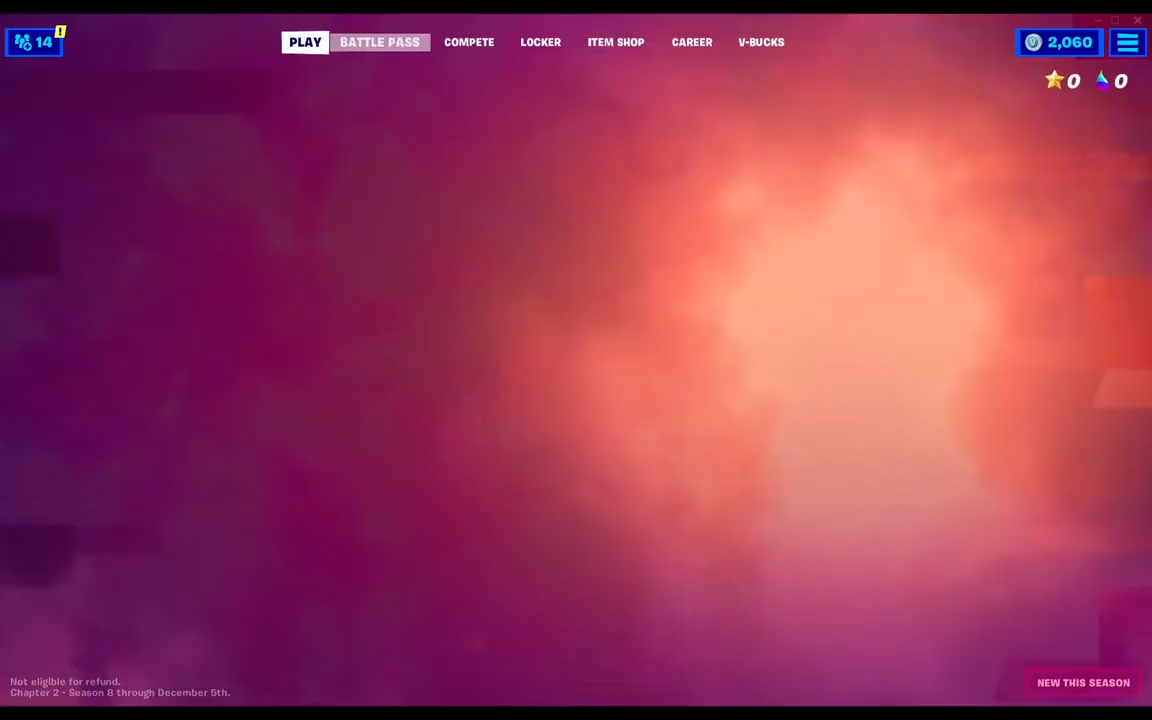 14 !
PLAY BATTLE PASS COMPETE LOCKER ITEM SHOP CAREER V-BUCKS
V 2,060
0 0
Not eligible for refund.
Chapter 2 - Season 8 through December 5th.
NEW THIS SEASON